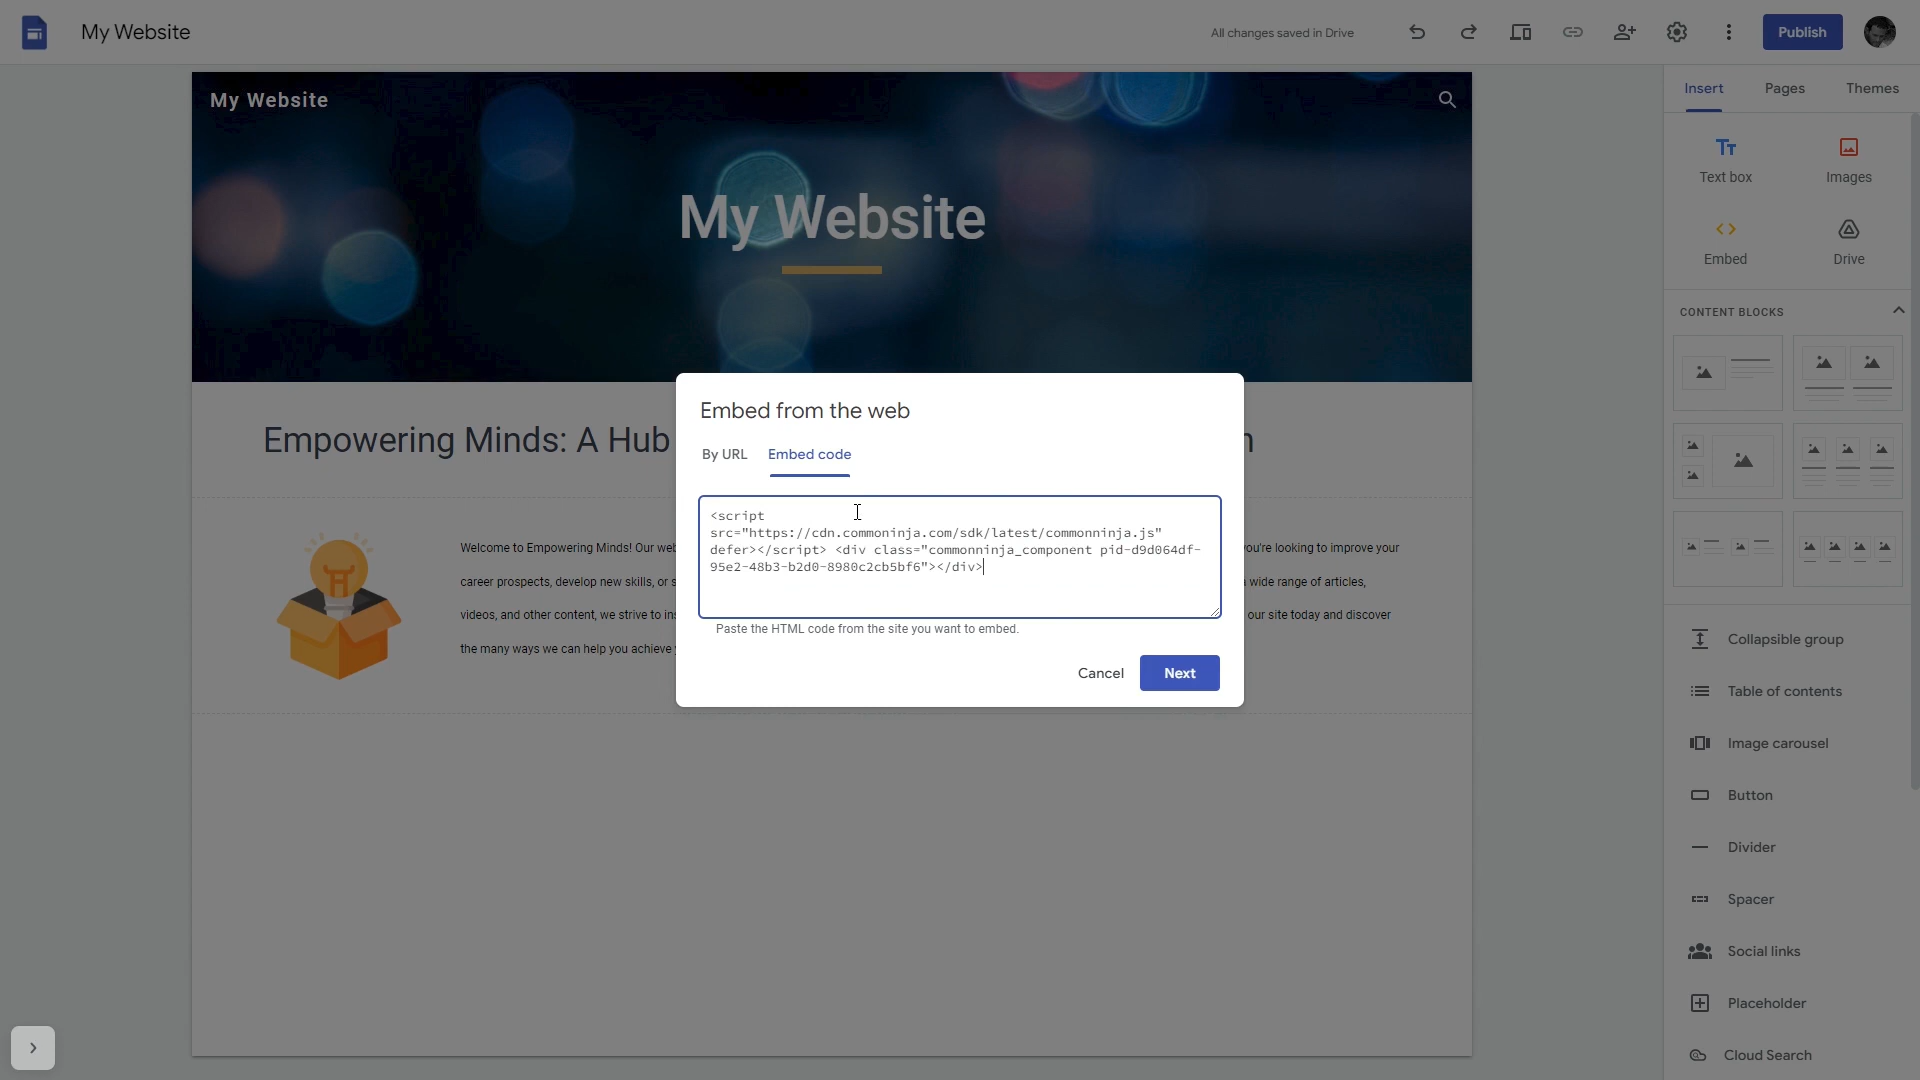 My Website
All changes saved in Drive
Publish
My Website
My Website
Insert
Pages
Themes
Tt
Text box
Images
Embed
Drive
CONTENT BLOCKS
Empowering Minds: A Hub
Embed from the web
By URL
Embed code
<script
src="https://cdn.commoninja.com/sdk/latest/commonninja.js"
defer></script> <div class="commonninja_component pid-d9d064df-
95e2-48b3-b2d0-8980c2cb5bf6"></div>
Paste the HTML code from the site you want to embed.
Cancel
Next
Welcome to Empowering Minds! Our
you're looking to improve your
career prospects, develop new skills, or
wide range of articles,
videos, and other content, we strive to
our site today and discover
the many ways we can help you achieve
Collapsible group
Table of contents
Image carousel
Button
Divider
Spacer
Social links
Placeholder
Cloud Search